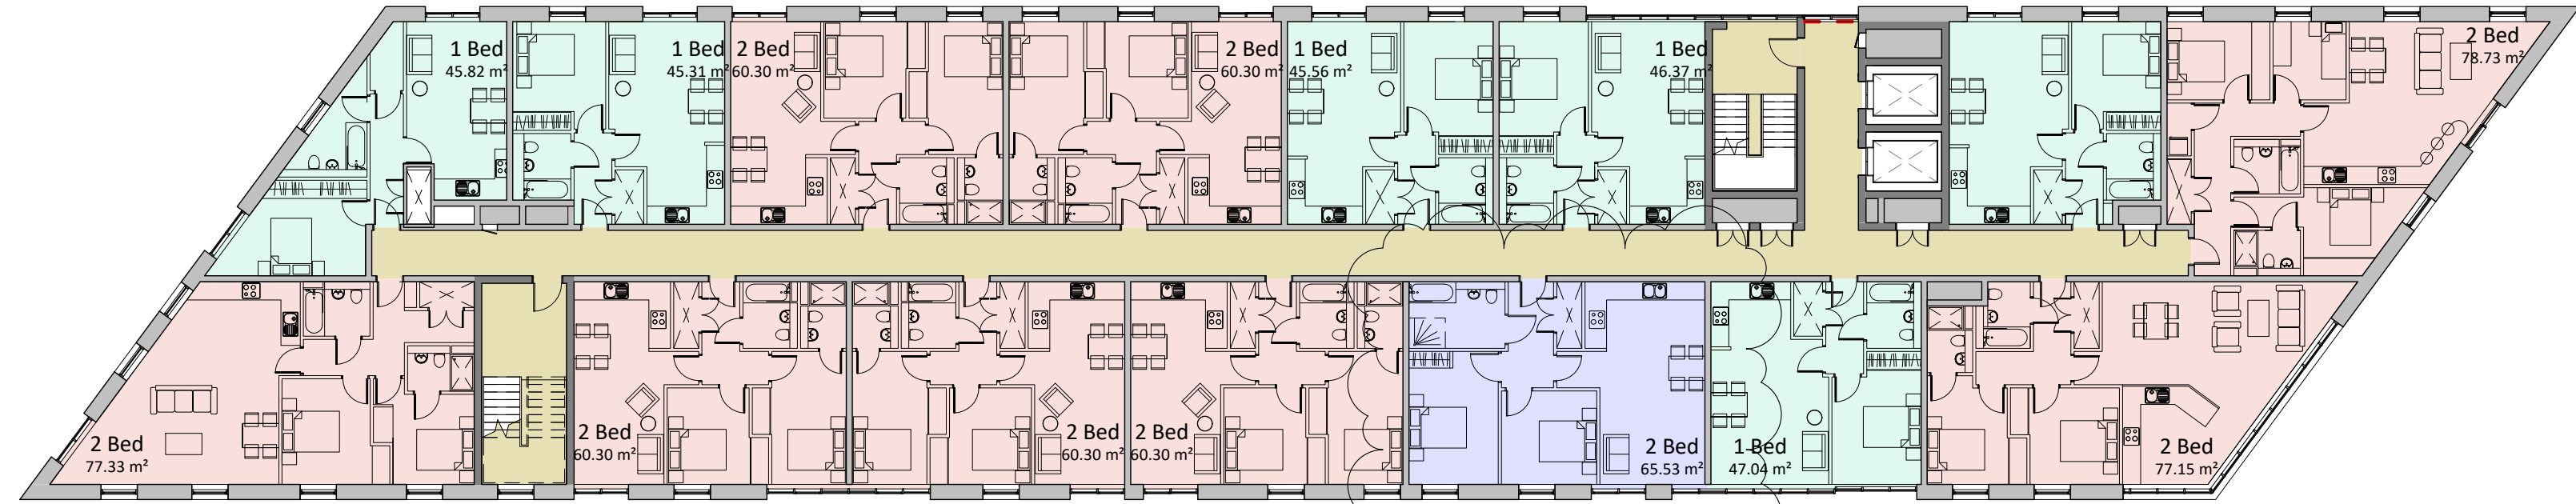 1 Bed
45.82 m²
1 Bed
45.31 m²
2 Bed
60.30 m²
2 Bed
60.30 m²
1 Bed
45.56 m²
1 Bed
46.37 m²
2 Bed
78.73 m²
2 Bed
77.33 m²
2 Bed
60.30 m²
2 Bed
60.30 m²
2 Bed
60.30 m²
2 Bed
65.53 m²
1 Bed
47.04 m²
2 Bed
77.15 m²